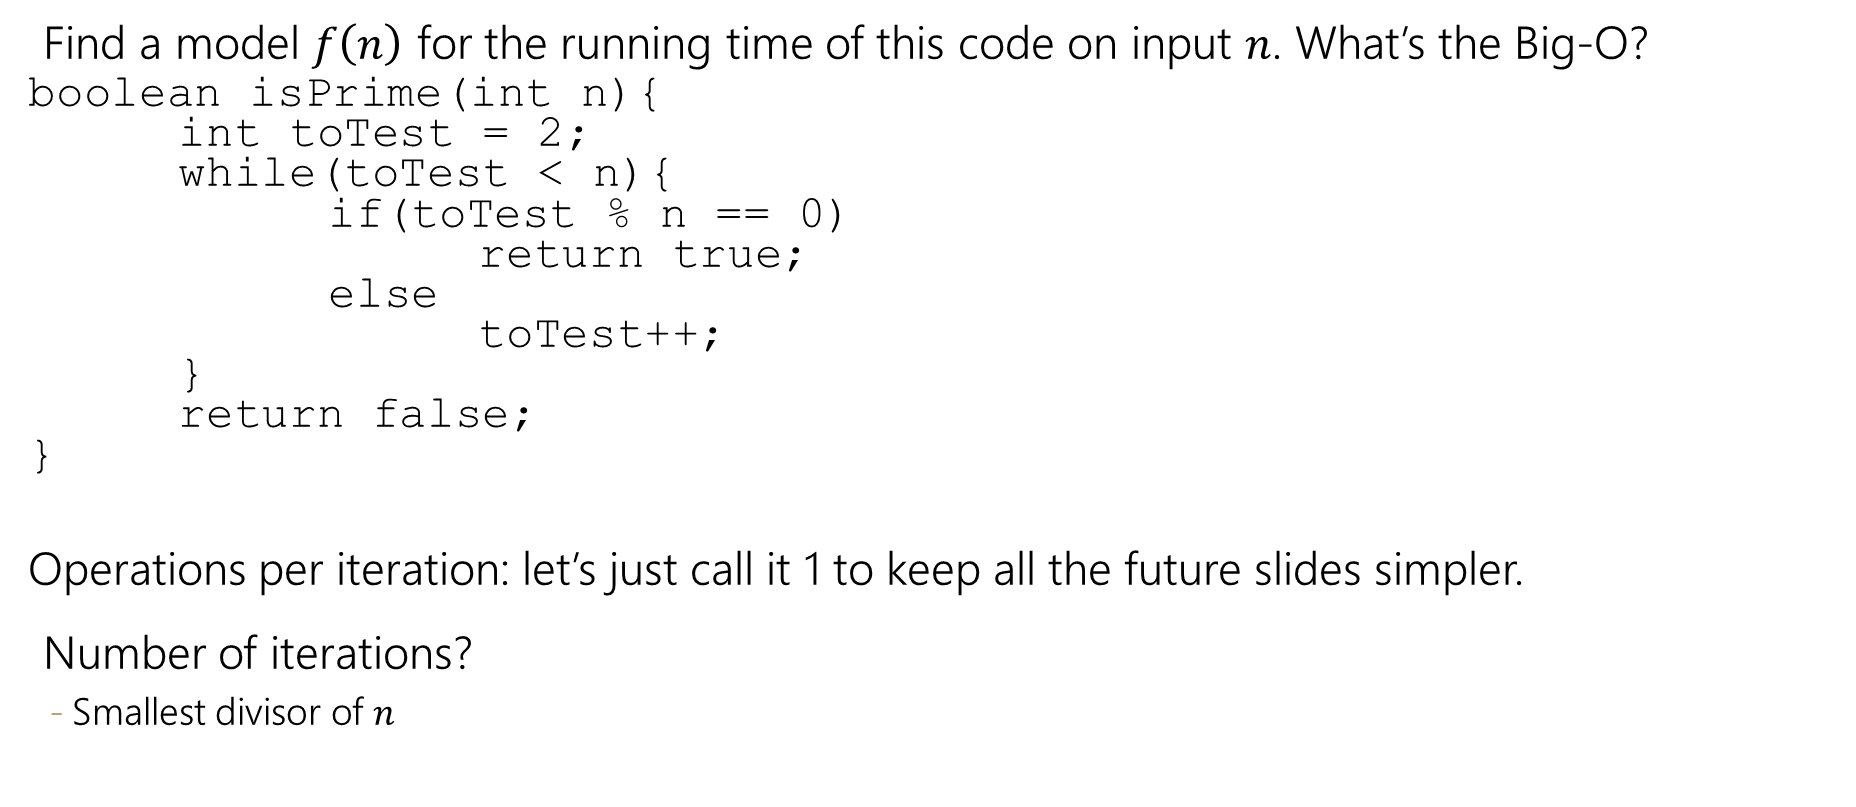 Find a model f(n) for the running time of this code on input n. What’s the Big-O?
boolean isPrime(int n){
int toTest = 2;
while(toTest < n){
if(toTest % n == 0)
return true;
else
toTest++;
}
return false;
}
Operations per iteration: let’s just call it 1 to keep all the future slides simpler.
Number of iterations?
- Smallest divisor of n